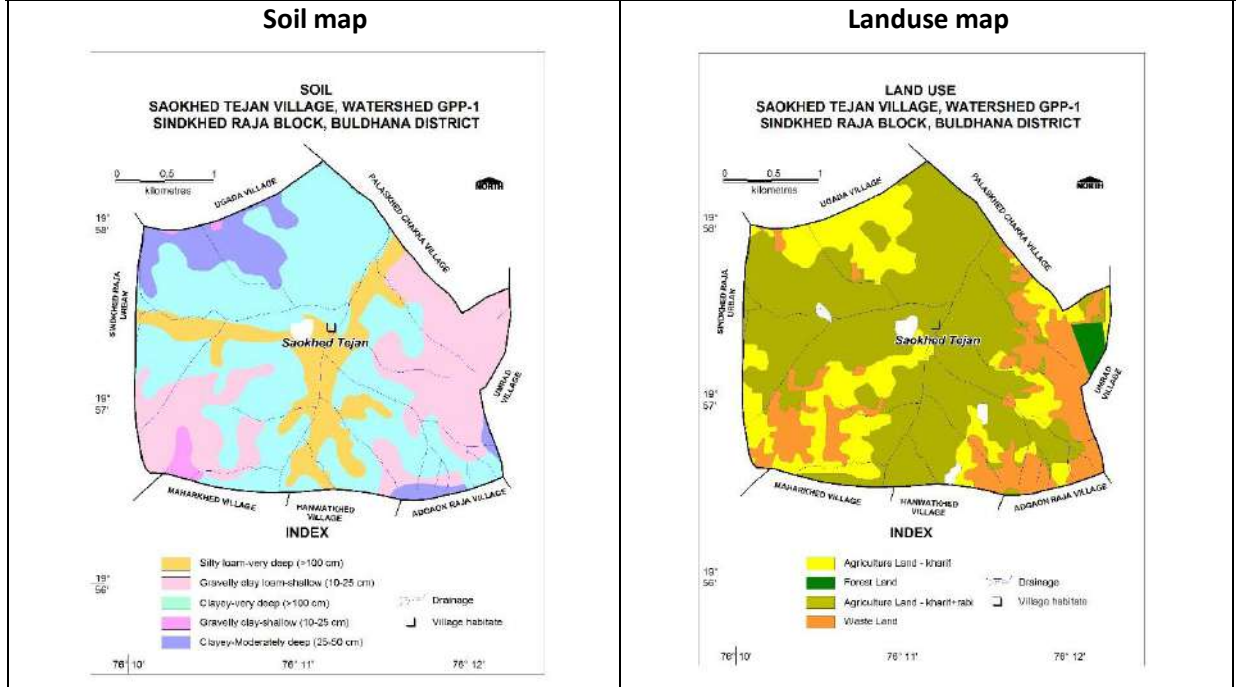 Soil map
SOIL
SAOKHED TEJAN VILLAGE, WATERSHED GPP-1
SINDKHED RAJA BLOCK, BULDHANA DISTRICT
0 0.5 1
kilometres
NORTH
UGADA VILLAGE
PALASKHED CHAKKA VILLAGE
19° 58'
SINDKHED RAJA URBAN
Saokhed Tejan
UMRAD VILLAGE
19° 57'
MAHARKHED VILLAGE
HANWATKHED VILLAGE
ADGAON RAJA VILLAGE
INDEX
Silty loam-very deep (>100 cm)
Gravelly clay loam-shallow (10-25 cm)
Clayey-very deep (>100 cm)
Gravelly clay-shallow (10-25 cm)
Clayey-Moderately deep (25-50 cm)
Drainage
Village habitate
19° 56'
76° 10'
76° 11'
76° 12'
Landuse map
LAND USE
SAOKHED TEJAN VILLAGE, WATERSHED GPP-1
SINDKHED RAJA BLOCK, BULDHANA DISTRICT
0 0.5 1
kilometres
NORTH
UGADA VILLAGE
PALASKHED CHAKKA VILLAGE
19° 58'
SINDKHED RAJA URBAN
Saokhed Tejan
UMRAD VILLAGE
19° 57'
MAHARKHED VILLAGE
HANWATKHED VILLAGE
ADGAON RAJA VILLAGE
INDEX
Agriculture Land - kharif
Forest Land
Agriculture Land - kharif+rabi
Waste Land
Drainage
Village habitate
19° 56'
76° 10'
76° 11'
76° 12'